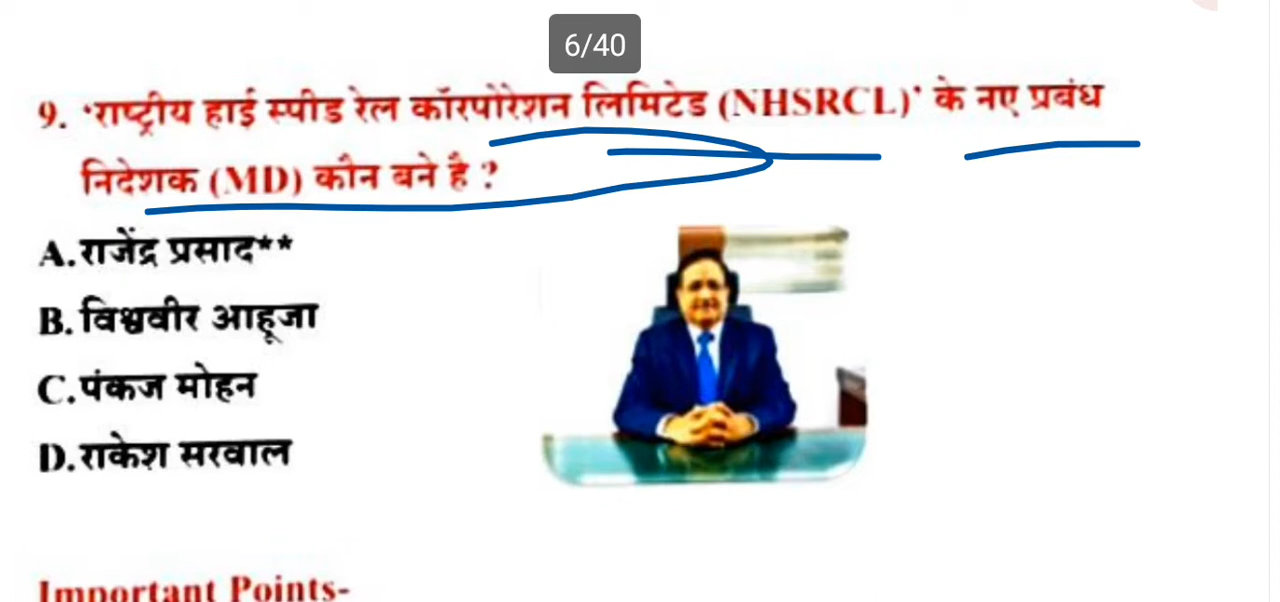 6/40
9. ‘राष्ट्रीय हाई स्पीड रेल कॉरपोरेशन लिमिटेड (NHSRCL)’ के नए प्रबंध
निदेशक (MD) कौन बने है ?
A. राजेंद्र प्रसाद**
B. विश्ववीर आहूजा
C. पंकज मोहन
D. राकेश सरवाल
Important Points-